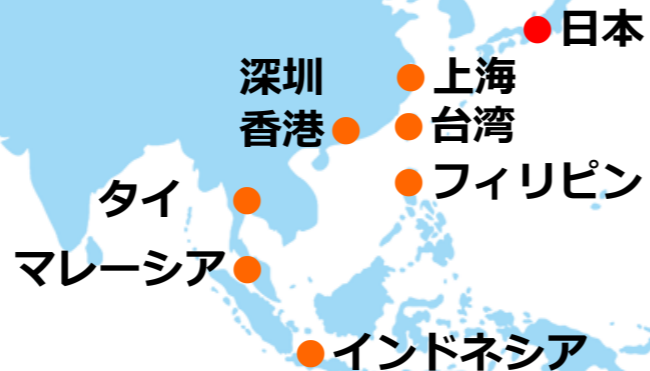 日本
深圳
上海
香港
台湾
フィリピン
タイ
マレーシア
インドネシア